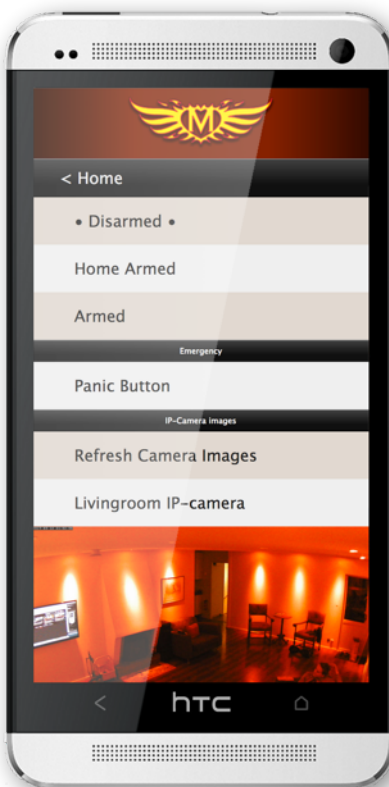 M
< Home
• Disarmed •
Home Armed
Armed
Emergency
Panic Button
IP-Camera images
Refresh Camera Images
Livingroom IP-camera
hTC